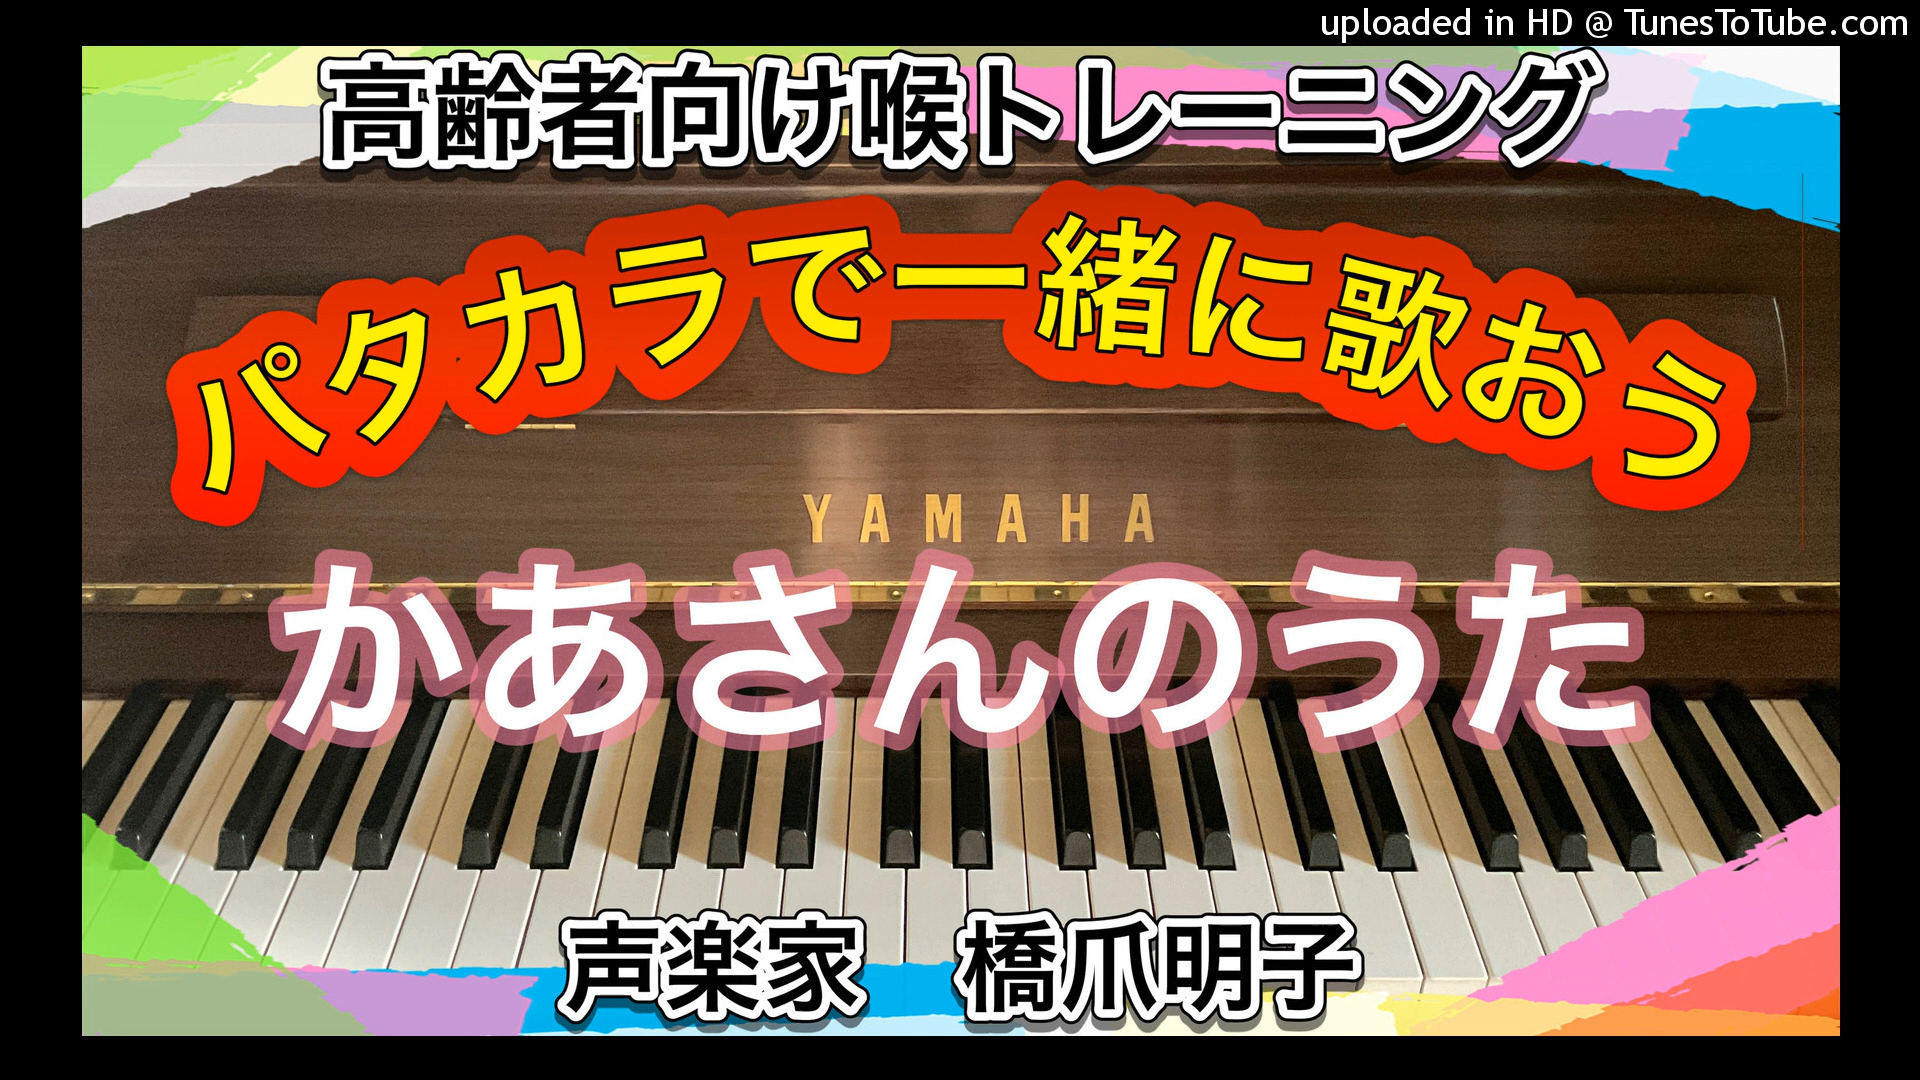 uploaded in HD @ TunesToTube.com
高齢者向け喉トレーニング
パタカラで一緒に歌おう
YAMAHA
かあさんのうた
声楽家　橋爪明子